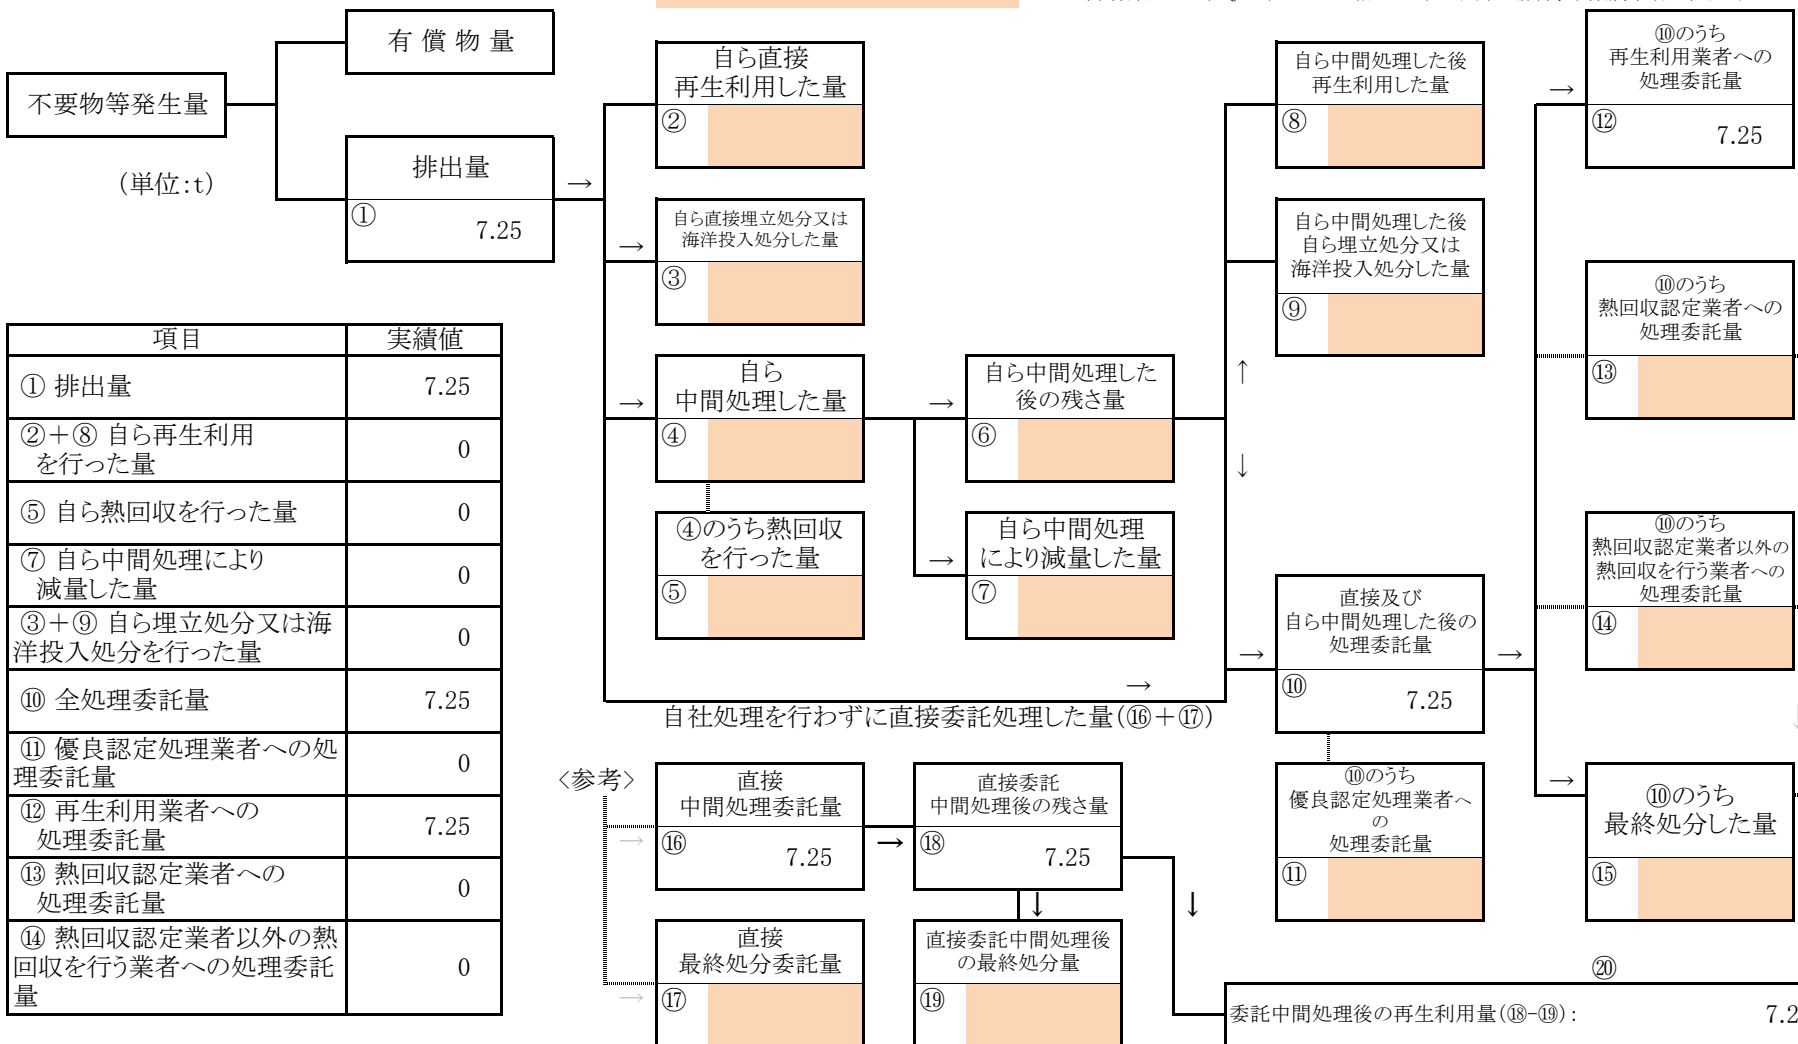 有 償 物 量
不要物等発生量
(単位:t)
排出量
①
7.25
→
自ら直接
再生利用した量
②
→
自ら直接埋立処分又は
海洋投入処分した量
③
→
自ら
中間処理した量
④
④のうち熱回収
を行った量
⑤
→
自ら中間処理した
後の残さ量
⑥
→
自ら中間処理
により減量した量
⑦
自ら中間処理した後
再生利用した量
⑧
自ら中間処理した後
自ら埋立処分又は
海洋投入処分した量
⑨
↑
↓
→
直接及び
自ら中間処理した後の
処理委託量
⑩
7.25
→
⑩のうち
優良認定処理業者へ
の
処理委託量
⑪
→
⑩のうち
再生利用業者への
処理委託量
⑫
7.25
⑩のうち
熱回収認定業者への
処理委託量
⑬
⑩のうち
熱回収認定業者以外の
熱回収を行う業者への
処理委託量
⑭
→
⑩のうち
最終処分した量
⑮
→
自社処理を行わずに直接委託処理した量(⑯+⑰)
<参考>
→
直接
中間処理委託量
⑯
7.25
→
直接委託
中間処理後の残さ量
⑱
7.25
↓
↓
→
直接
最終処分委託量
⑰
直接委託中間処理後
の最終処分量
⑲
⑳
委託中間処理後の再生利用量(⑱-⑲):
7.2
項目 実績値
① 排出量 7.25
②+⑧ 自ら再生利用
を行った量 0
⑤ 自ら熱回収を行った量 0
⑦ 自ら中間処理により
減量した量 0
③+⑨ 自ら埋立処分又は海
洋投入処分を行った量 0
⑩ 全処理委託量 7.25
⑪ 優良認定処理業者への処
理委託量 0
⑫ 再生利用業者への
処理委託量 7.25
⑬ 熱回収認定業者への
処理委託量 0
⑭ 熱回収認定業者以外の熱
回収を行う業者への処理委託
量 0